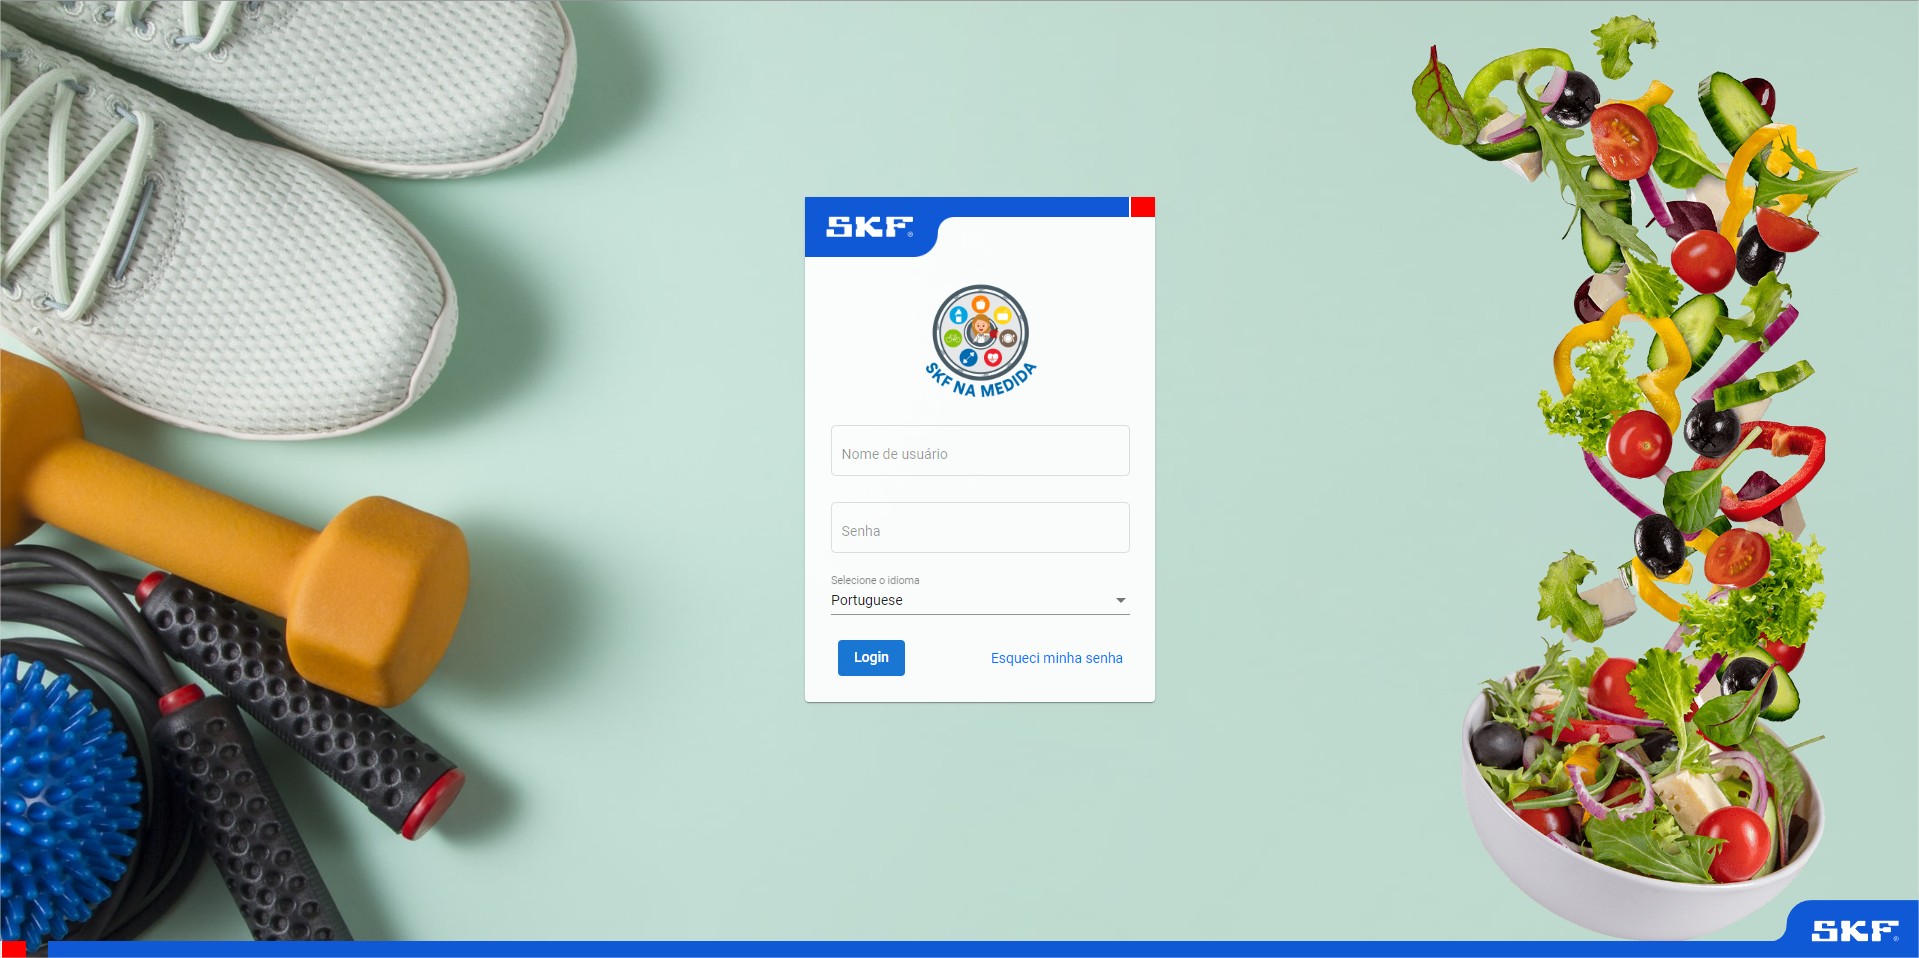 SKF®
SKF NA MEDIDA
Nome de usuário
Senha
Selecione o idioma
Portuguese
Login
Esqueci minha senha
SKF®